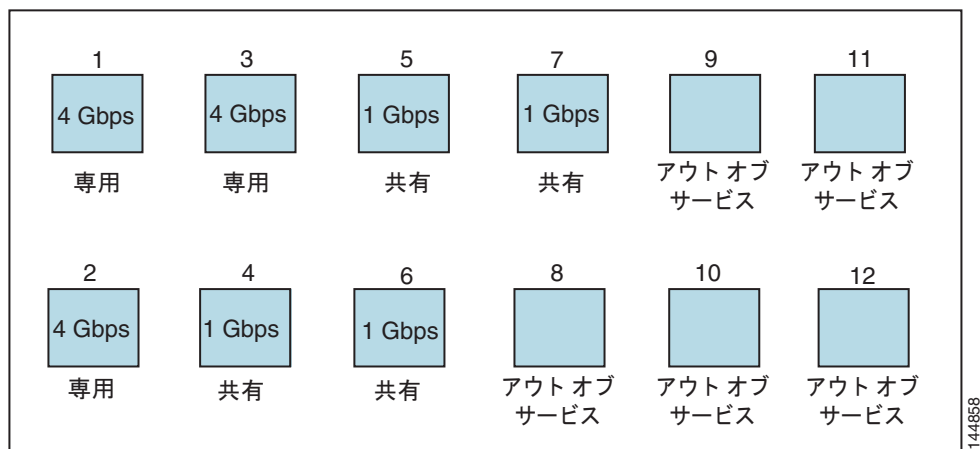 1 3 5 7 9 11
4 Gbps 4 Gbps 1 Gbps 1 Gbps
専用 専用 共有 共有 アウト オブ アウト オブ
サービス サービス
2 4 6 8 10 12
4 Gbps 1 Gbps 1 Gbps
専用 共有 共有 アウト オブ アウト オブ アウト オブ
サービス サービス サービス
144858